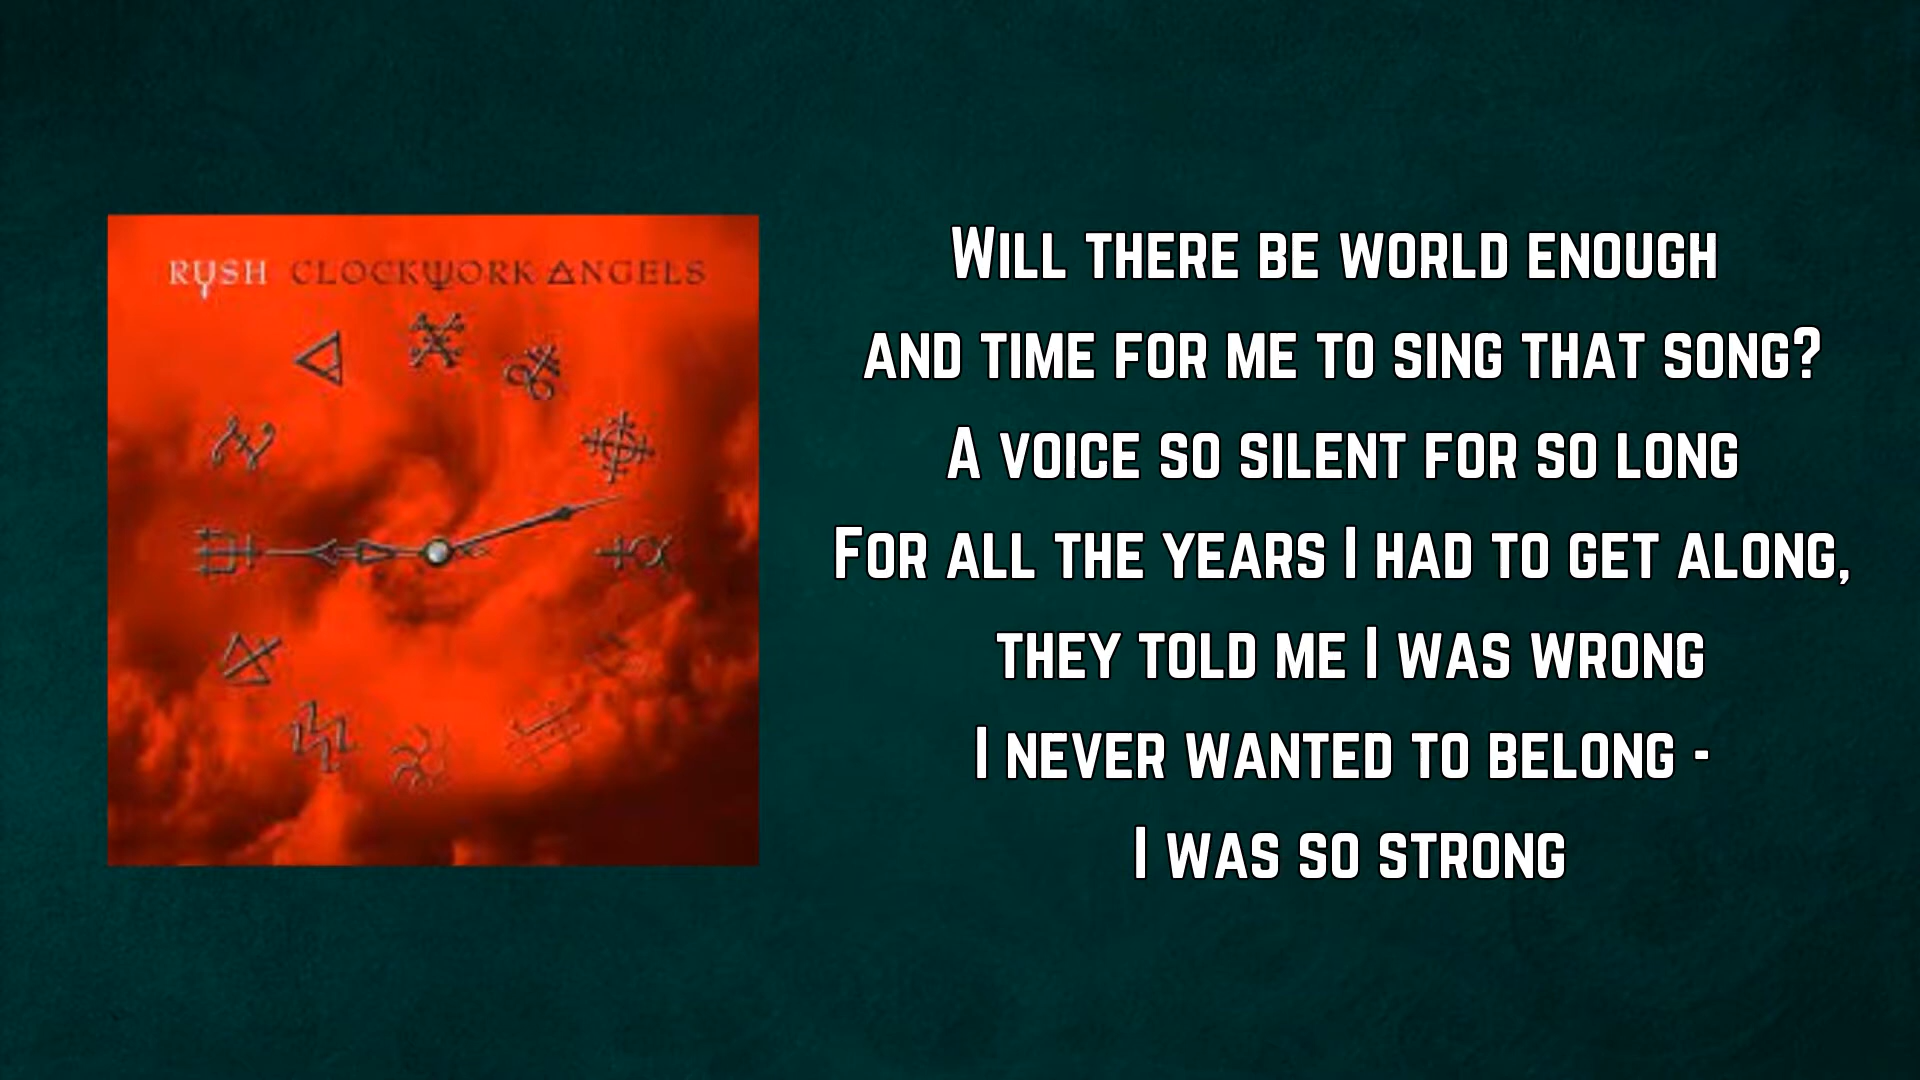 RUSH CLOCKWORK ANGELS
WILL THERE BE WORLD ENOUGH
AND TIME FOR ME TO SING THAT SONG?
A VOICE SO SILENT FOR SO LONG
FOR ALL THE YEARS I HAD TO GET ALONG,
THEY TOLD ME I WAS WRONG
I NEVER WANTED TO BELONG -
I WAS SO STRONG